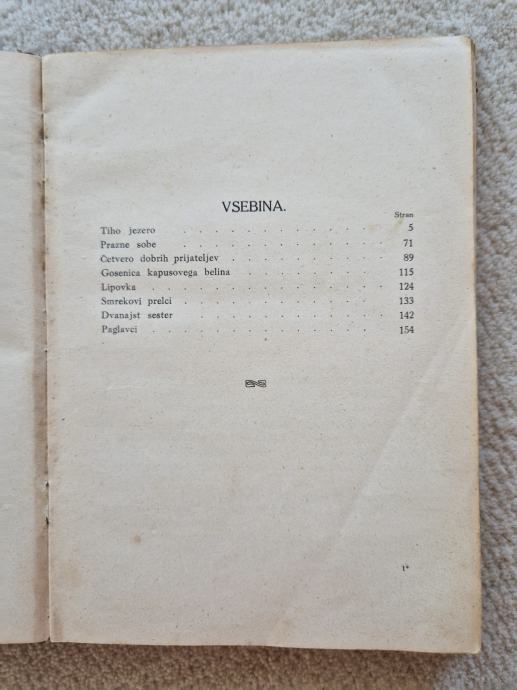 VSEBINA.
Stran
Tiho jezero . . . . . . . . . . . . 5
Prazne sobe . . . . . . . . . . . . 71
Četvero dobrih prijateljev . . . . . . . . . 89
Gosenica kapusovega belina . . . . . . . . 115
Lipovka . . . . . . . . . . . . . 124
Smrekovi prelci . . . . . . . . . . . 133
Dvanajst sester . . . . . . . . . . . 142
Paglavci . . . . . . . . . . . . . 154
1*